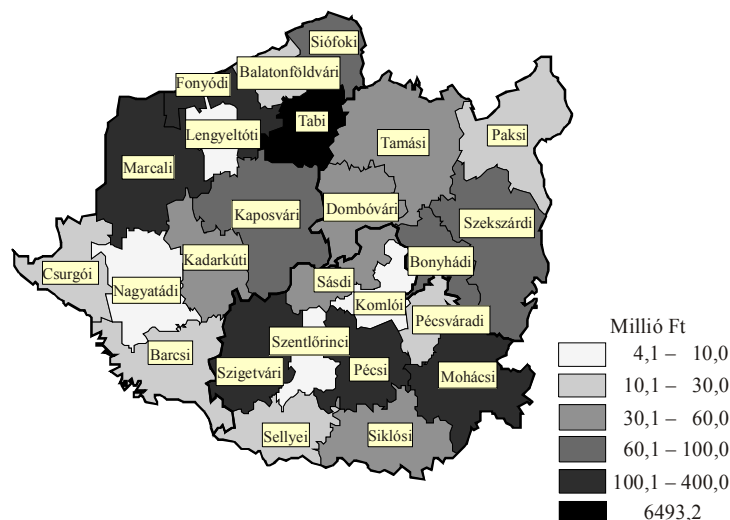 Siófoki
Balatonföldvári
Fonyódi
Tabi
Lengyeltóti
Paksi
Tamási
Marcali
Dombóvári
Kaposvári
Szekszárdi
Kadarkúti
Bonyhádi
Csurgói
Sásdi
Nagyatádi
Komlói
Pécsváradi
Szentlőrinci
Barcsi
Szigetvári
Pécsi
Mohácsi
Sellyei
Siklósi
Millió Ft
4,1 – 10,0
10,1 – 30,0
30,1 – 60,0
60,1 – 100,0
100,1 – 400,0
6493,2